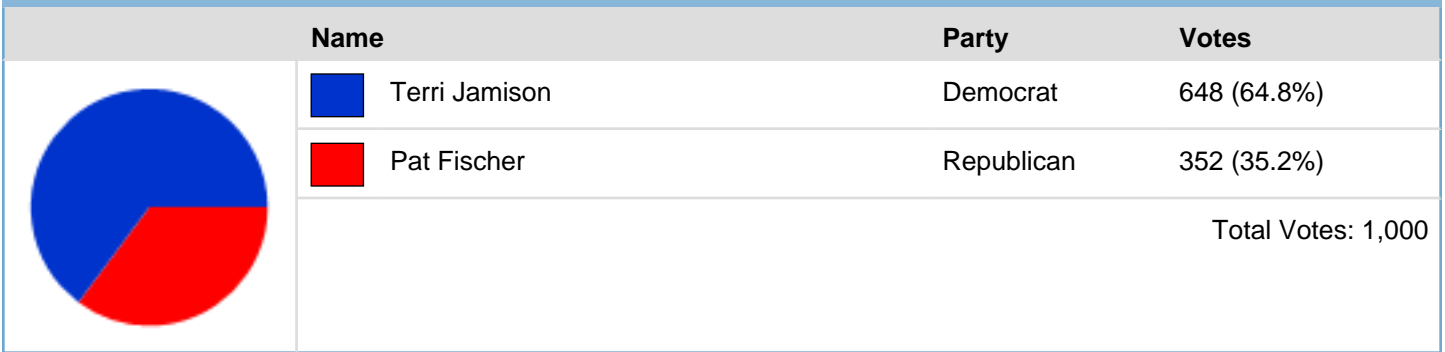 Name Party Votes
Terri Jamison Democrat 648 (64.8%)
Pat Fischer Republican 352 (35.2%)
Total Votes: 1,000